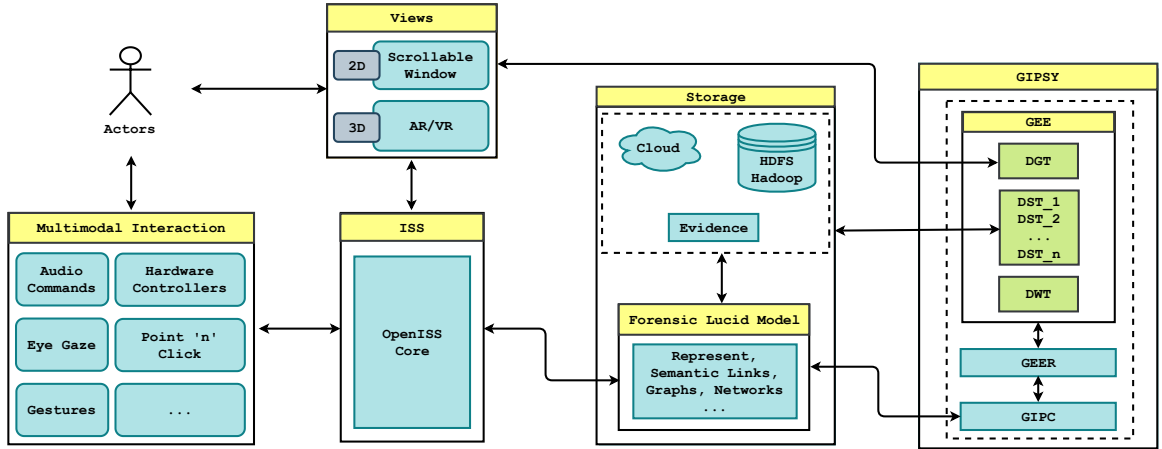 Views
2D
Scrollable
Window
3D
AR/VR
Actors
Multimodal Interaction
Audio
Commands
Hardware
Controllers
Eye Gaze
Point 'n'
Click
Gestures
...
ISS
OpenISS
Core
Storage
Cloud
HDFS
Hadoop
Evidence
Forensic Lucid Model
Represent,
Semantic Links,
Graphs, Networks
...
GIPSY
GEE
DGT
DST_1
DST_2
...
DST_n
DWT
GEER
GIPC